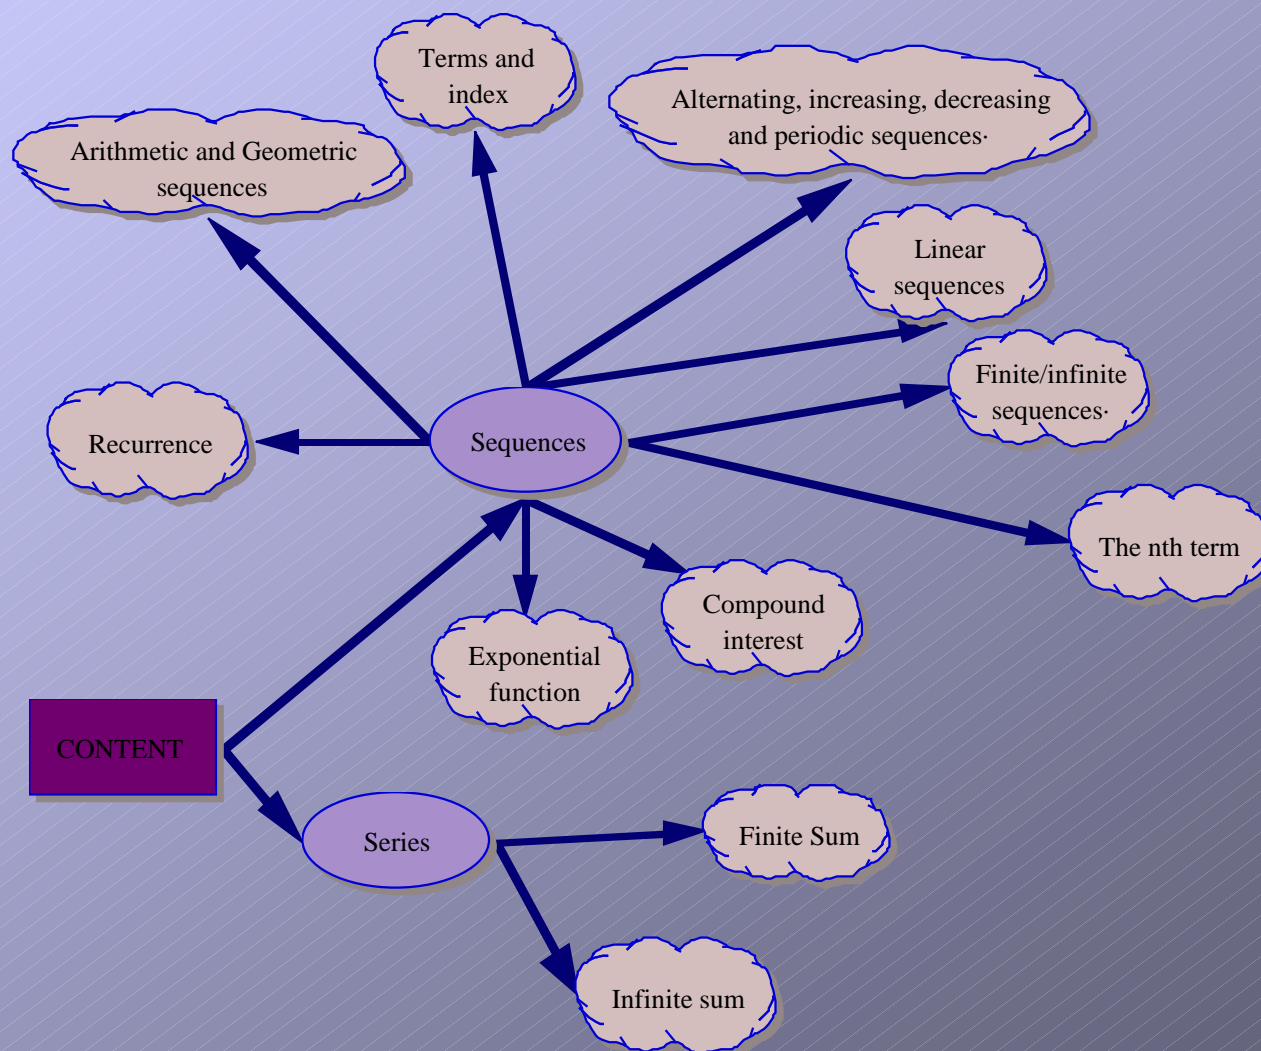 Terms and
index
Alternating, increasing, decreasing
and periodic sequences·
Arithmetic and Geometric
sequences
Linear
sequences
Finite/infinite
sequences·
Recurrence
Sequences
The nth term
Compound
interest
Exponential
function
CONTENT
Series
Finite Sum
Infinite sum